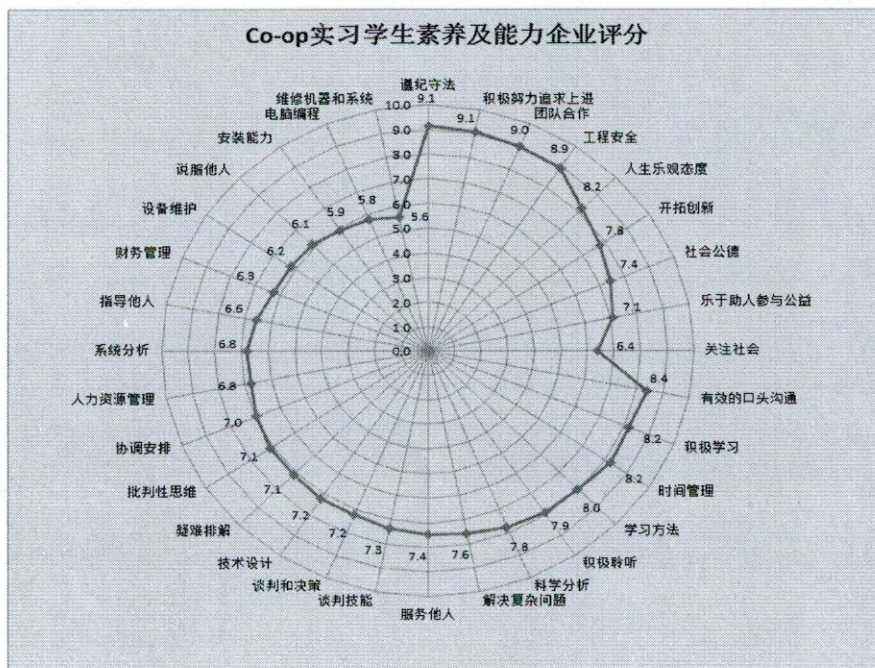 Co-op实习学生素养及能力企业评分
遵纪守法
9.1
积极努力追求上进
9.1
团队合作
9.0
工程安全
8.9
人生乐观态度
8.2
开拓创新
7.8
社会公德
7.4
乐于助人参与公益
7.1
关注社会
6.4
有效的口头沟通
8.4
积极学习
8.2
时间管理
8.2
学习方法
8.0
积极聆听
7.9
科学分析
7.8
解决复杂问题
7.6
服务他人
7.4
谈判技能
7.3
谈判和决策
7.2
技术设计
7.2
疑难排解
7.1
批判性思维
7.1
协调安排
7.0
人力资源管理
6.8
系统分析
6.8
指导他人
6.6
财务管理
6.3
设备维护
6.2
说服他人
6.1
安装能力
5.9
电脑编程
5.8
维修机器和系统
5.6
10.0
9.0
8.0
7.0
6.0
5.0
4.0
3.0
2.0
1.0
0.0